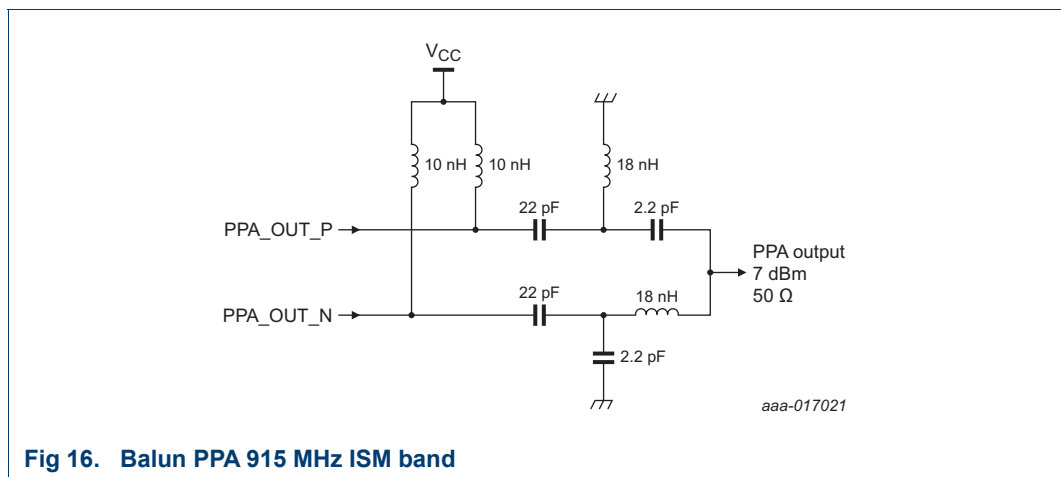 VCC
10 nH
10 nH
18 nH
22 pF
2.2 pF
PPA_OUT_P
PPA output
7 dBm
50 Ω
22 pF
18 nH
PPA_OUT_N
2.2 pF
aaa-017021
Fig 16. Balun PPA 915 MHz ISM band